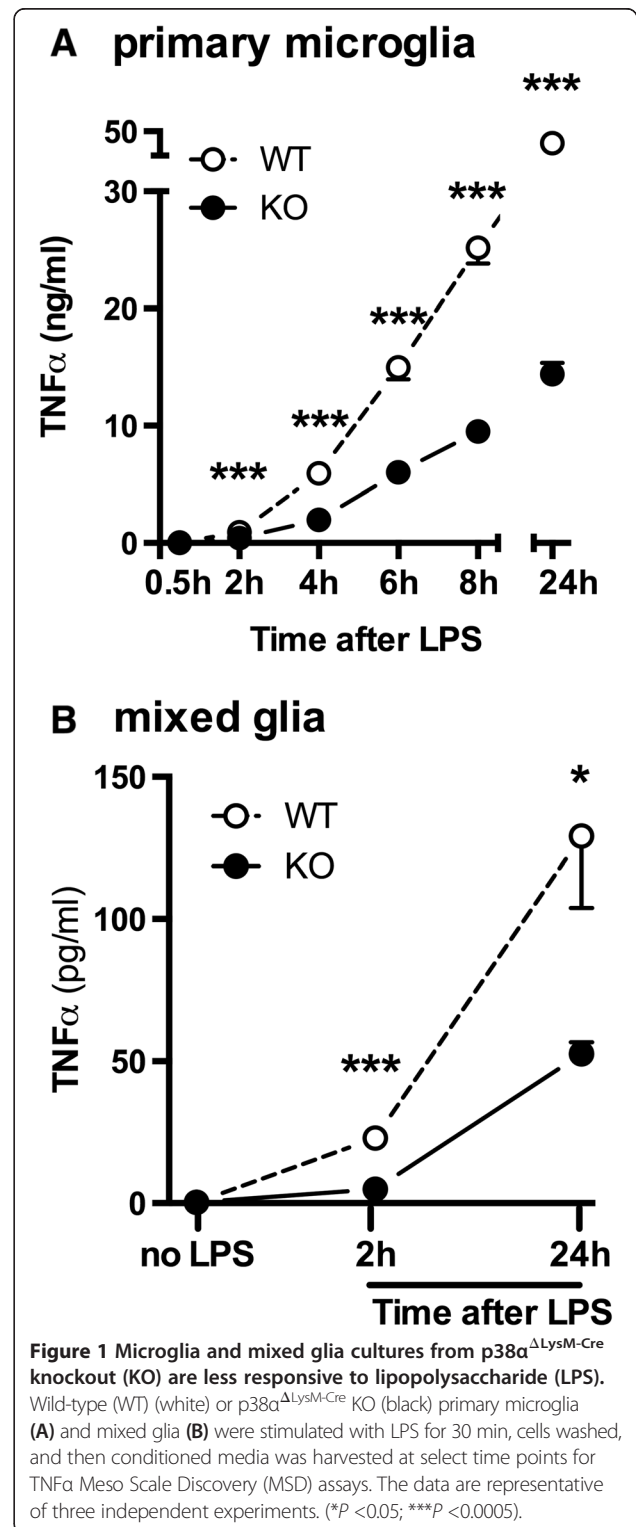 A primary microglia
***
50
WT
***
30
KO
***
20
***
10
***
0
TNFα (ng/ml)
0.5h 2h 4h 6h 8h 24h
Time after LPS
B mixed glia
150
*
WT
KO
100
50
***
0
TNFα (pg/ml)
no LPS 2h 24h
Time after LPS
Figure 1 Microglia and mixed glia cultures from p38αΔLysM-Cre
knockout (KO) are less responsive to lipopolysaccharide (LPS).
Wild-type (WT) (white) or p38αΔLysM-Cre KO (black) primary microglia
(A) and mixed glia (B) were stimulated with LPS for 30 min, cells washed,
and then conditioned media was harvested at select time points for
TNFα Meso Scale Discovery (MSD) assays. The data are representative
of three independent experiments. (*P <0.05; ***P <0.0005).